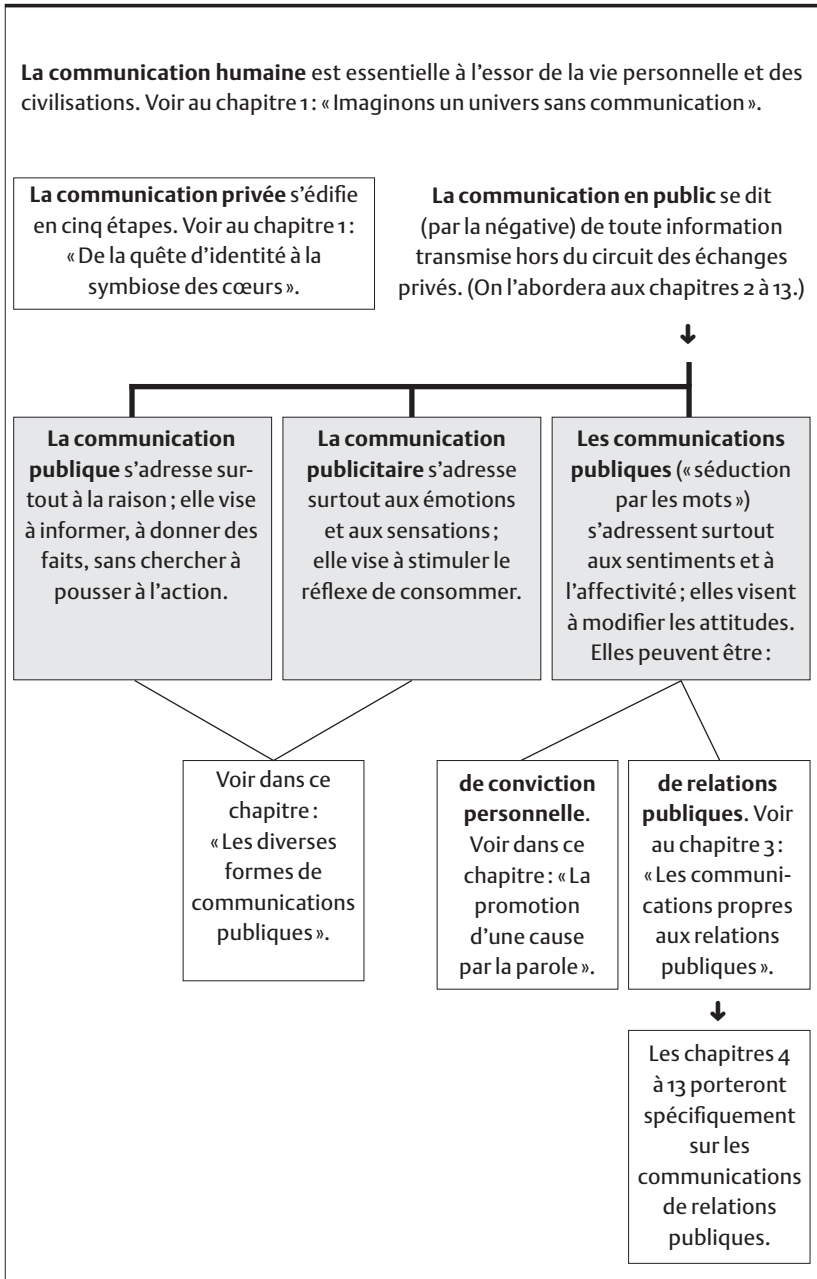 La communication humaine est essentielle à l’essor de la vie personnelle et des
civilisations. Voir au chapitre 1 : « Imaginons un univers sans communication ».
La communication privée s’édifie
en cinq étapes. Voir au chapitre 1 :
« De la quête d’identité à la
symbiose des cœurs ».
La communication en public se dit
(par la négative) de toute information
transmise hors du circuit des échanges
privés. (On l’abordera aux chapitres 2 à 13.)
La communication
publique s’adresse sur-
tout à la raison ; elle vise
à informer, à donner des
faits, sans chercher à
pousser à l’action.
La communication
publicitaire s’adresse
surtout aux émotions
et aux sensations ;
elle vise à stimuler le
réflexe de consommer.
Les communications
publiques (« séduction
par les mots »)
s’adressent surtout
aux sentiments et à
l’affectivité ; elles visent
à modifier les attitudes.
Elles peuvent être :
Voir dans ce
chapitre :
« Les diverses
formes de
communications
publiques ».
de conviction
personnelle.
Voir dans ce
chapitre : « La
promotion
d’une cause
par la parole ».
de relations
publiques. Voir
au chapitre 3 :
« Les communi-
cations propres
aux relations
publiques ».
Les chapitres 4
à 13 porteront
spécifiquement
sur les
communications
de relations
publiques.